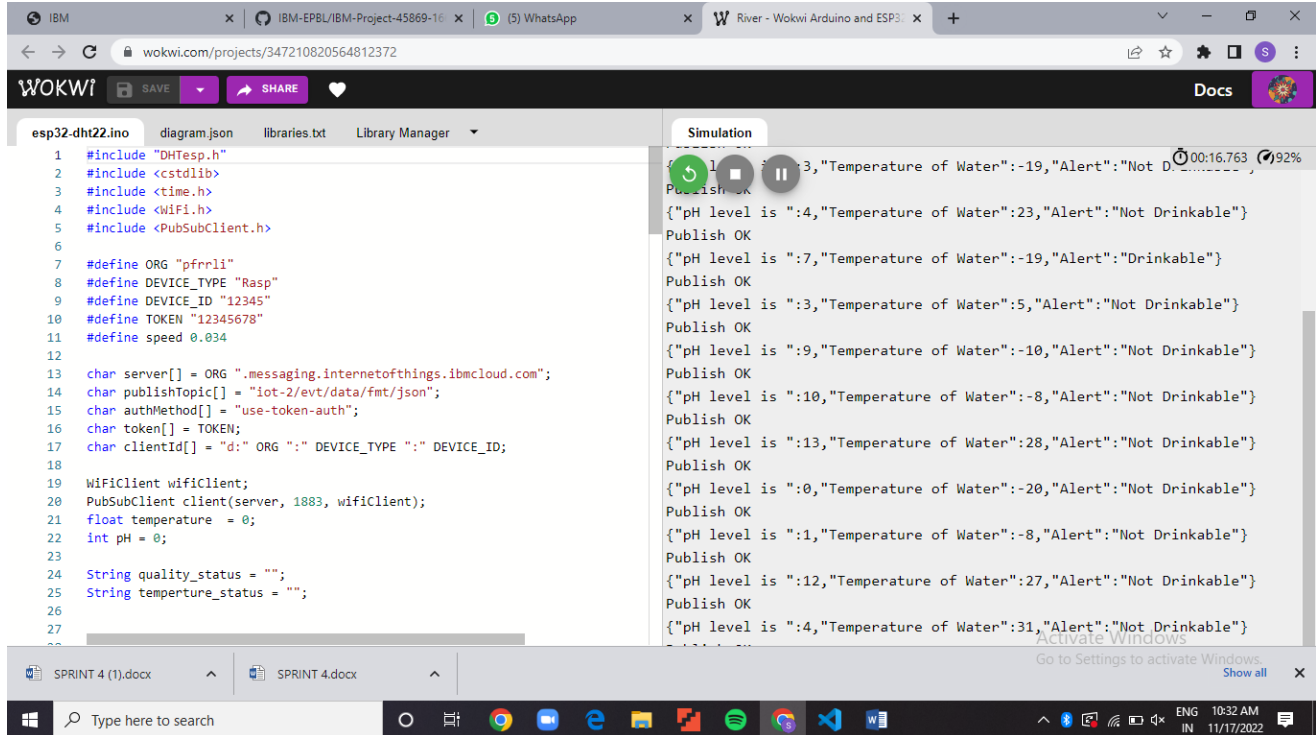 IBM
IBM-EPBL/IBM-Project-45869-16
(5) WhatsApp
River - Wokwi Arduino and ESP32
wokwi.com/projects/347210820564812372
S
WOKWi
SAVE
SHARE
Docs
esp32-dht22.ino
diagram.json
libraries.txt
Library Manager
1 #include "DHTesp.h"
2 #include <cstdlib>
3 #include <time.h>
4 #include <WiFi.h>
5 #include <PubSubClient.h>
6
7 #define ORG "pfrrli"
8 #define DEVICE_TYPE "Rasp"
9 #define DEVICE_ID "12345"
10 #define TOKEN "12345678"
11 #define speed 0.034
12
13 char server[] = ORG ".messaging.internetofthings.ibmcloud.com";
14 char publishTopic[] = "iot-2/evt/data/fmt/json";
15 char authMethod[] = "use-token-auth";
16 char token[] = TOKEN;
17 char clientId[] = "d:" ORG ":" DEVICE_TYPE ":" DEVICE_ID;
18
19 WiFiClient wifiClient;
20 PubSubClient client(server, 1883, wifiClient);
21 float temperature  = 0;
22 int pH = 0;
23
24 String quality_status = "";
25 String temperture_status = "";
26
27
Simulation
00:16.763 92%
:3,"Temperature of Water":-19,"Alert":"Not
Publish OK
{"pH level is ":4,"Temperature of Water":23,"Alert":"Not Drinkable"}
Publish OK
{"pH level is ":7,"Temperature of Water":-19,"Alert":"Drinkable"}
Publish OK
{"pH level is ":3,"Temperature of Water":5,"Alert":"Not Drinkable"}
Publish OK
{"pH level is ":9,"Temperature of Water":-10,"Alert":"Not Drinkable"}
Publish OK
{"pH level is ":10,"Temperature of Water":-8,"Alert":"Not Drinkable"}
Publish OK
{"pH level is ":13,"Temperature of Water":28,"Alert":"Not Drinkable"}
Publish OK
{"pH level is ":0,"Temperature of Water":-20,"Alert":"Not Drinkable"}
Publish OK
{"pH level is ":1,"Temperature of Water":-8,"Alert":"Not Drinkable"}
Publish OK
{"pH level is ":12,"Temperature of Water":27,"Alert":"Not Drinkable"}
Publish OK
{"pH level is ":4,"Temperature of Water":31,"Alert":"Not Drinkable"}
Activate Windows
Go to Settings to activate Windows.
SPRINT 4 (1).docx
SPRINT 4.docx
Show all
Type here to search
ENG
IN
10:32 AM
11/17/2022